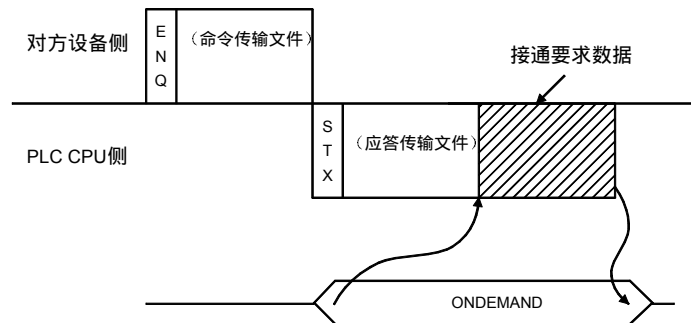 对方设备侧
E
N
Q
（命令传输文件）
接通要求数据
PLC CPU侧
S
T
X
（应答传输文件）
ONDEMAND